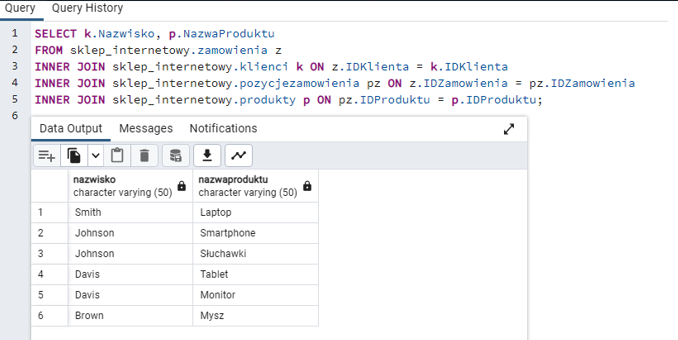 Query Query History
1 SELECT k.Nazwisko, p.NazwaProduktu
2 FROM sklep_internetowy.zamowienia z
3 INNER JOIN sklep_internetowy.klienci k ON z.IDKlienta = k.IDKlienta
4 INNER JOIN sklep_internetowy.pozycjezamowienia pz ON z.IDZamowienia = pz.IDZamowienia
5 INNER JOIN sklep_internetowy.produkty p ON pz.IDProduktu = p.IDProduktu;
6
Data Output Messages Notifications
nazwisko nazwaproduktu
character varying (50) character varying (50)
1 Smith Laptop
2 Johnson Smartphone
3 Johnson Słuchawki
4 Davis Tablet
5 Davis Monitor
6 Brown Mysz